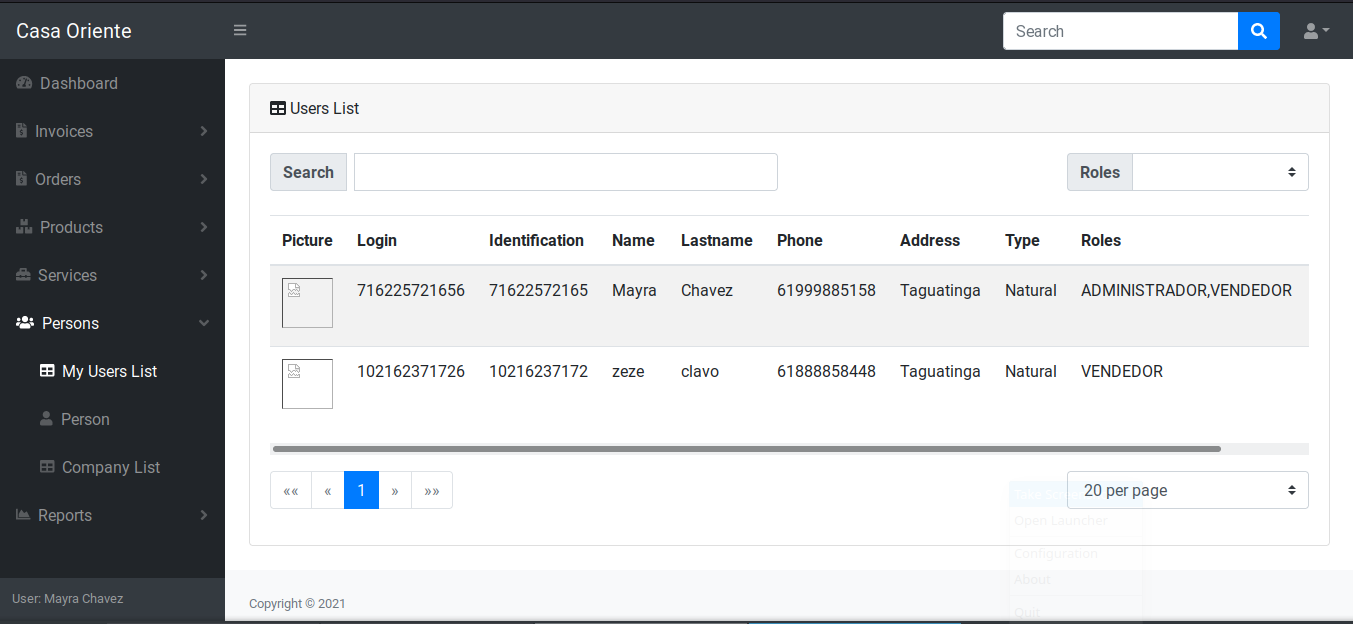 Casa Oriente
Search
Dashboard
Invoices
Orders
Products
Services
Persons
My Users List
Person
Company List
Reports
User: Mayra Chavez
Users List
Search
Roles
Picture Login Identification Name Lastname Phone Address Type Roles
716225721656 71622572165 Mayra Chavez 61999885158 Taguatinga Natural ADMINISTRADOR,VENDEDOR
102162371726 10216237172 zeze clavo 61888858448 Taguatinga Natural VENDEDOR
«« « 1 » »»
20 per page
Open Launcher
Configuration
About
Quit
Copyright © 2021